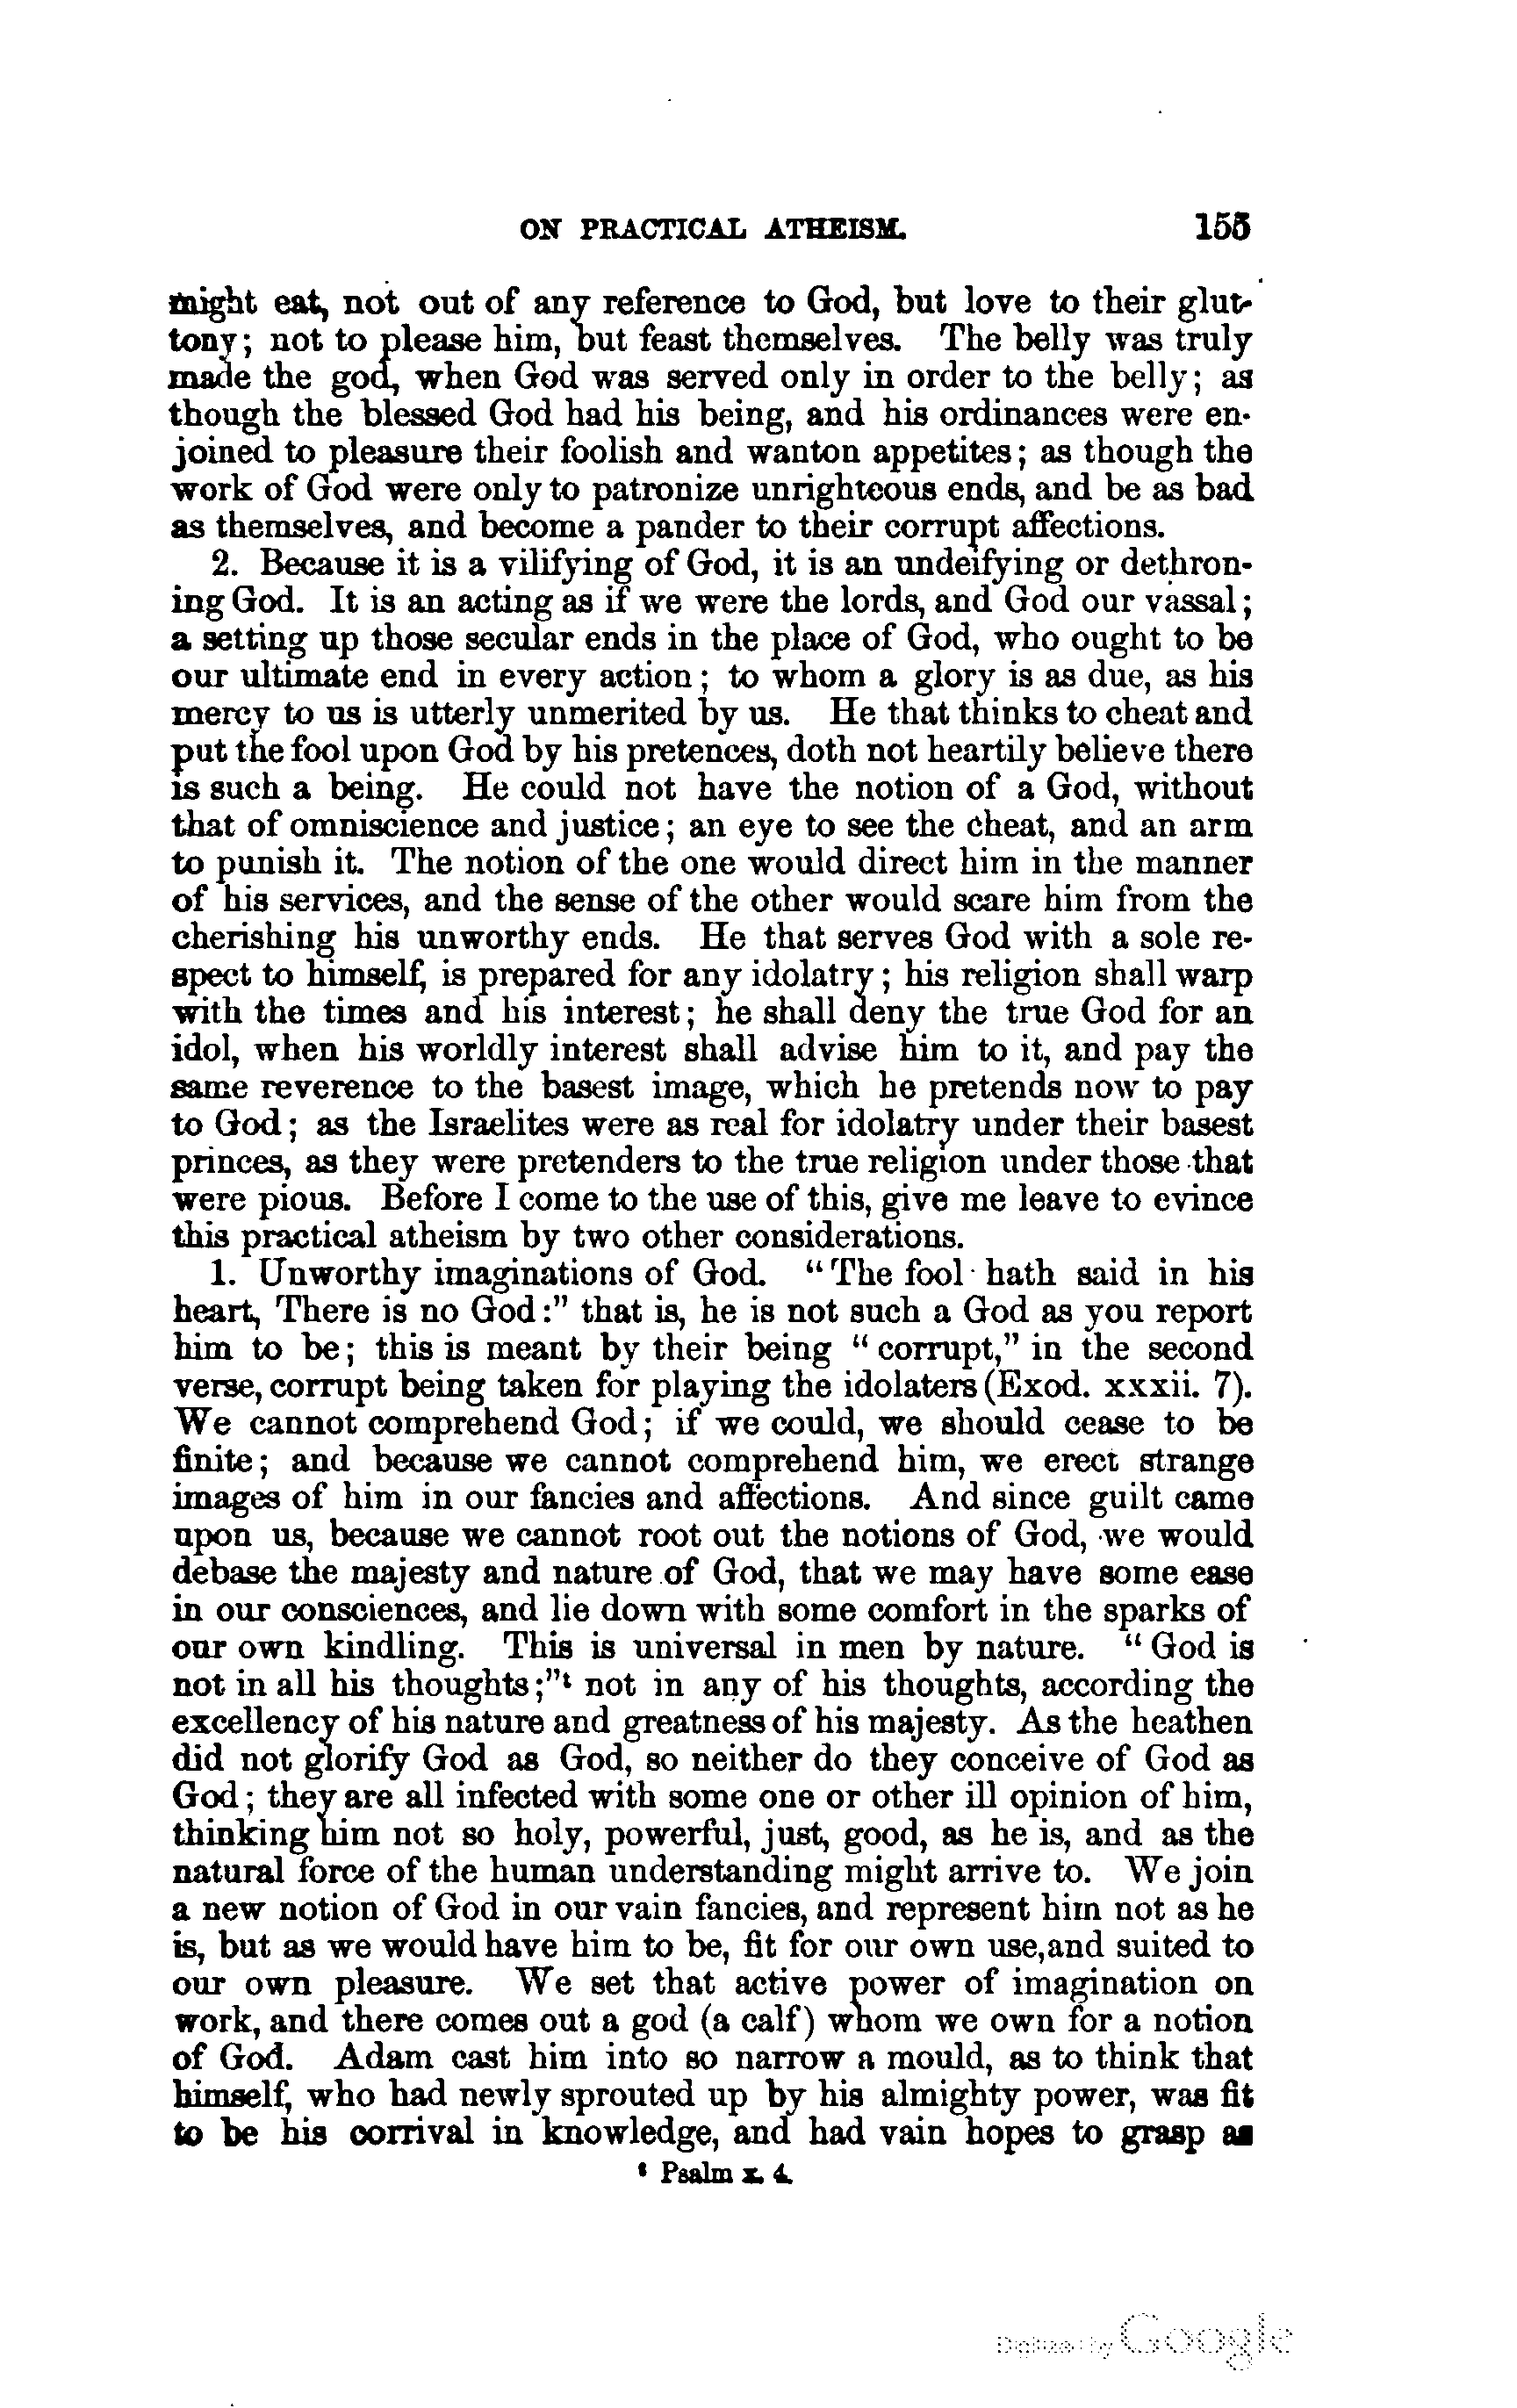 ON PRACTICAL ATHEISM. 155
might eat, not out of any reference to God, but love to their glut-
tony; not to please him, but feast themselves. The belly was truly
made the god, when God was served only in order to the belly; as
though the blessed God had his being, and his ordinances were en-
joined to pleasure their foolish and wanton appetites; as though the
work of God were only to patronize unrighteous ends, and be as bad
as themselves, and become a pander to their corrupt affections.
2. Because it is a vilifying of God, it is an undeifying or dethron-
ing God. It is an acting as if we were the lords, and God our vassal;
a setting up those secular ends in the place of God, who ought to be
our ultimate end in every action; to whom a glory is as due, as his
mercy to us is utterly unmerited by us. He that thinks to cheat and
put the fool upon God by his pretences, doth not heartily believe there
is such a being. He could not have the notion of a God, without
that of omniscience and justice; an eye to see the cheat, and an arm
to punish it. The notion of the one would direct him in the manner
of his services, and the sense of the other would scare him from the
cherishing his unworthy ends. He that serves God with a sole re-
spect to himself, is prepared for any idolatry; his religion shall warp
with the times and his interest; he shall deny the true God for an
idol, when his worldly interest shall advise him to it, and pay the
same reverence to the basest image, which he pretends now to pay
to God; as the Israelites were as real for idolatry under their basest
princes, as they were pretenders to the true religion under those that
were pious. Before I come to the use of this, give me leave to evince
this practical atheism by two other considerations.
1. Unworthy imaginations of God. "The fool hath said in his
heart, There is no God:" that is, he is not such a God as you report
him to be; this is meant by their being "corrupt," in the second
verse, corrupt being taken for playing the idolaters (Exod. xxxii. 7).
We cannot comprehend God; if we could, we should cease to be
finite; and because we cannot comprehend him, we erect strange
images of him in our fancies and affections. And since guilt came
upon us, because we cannot root out the notions of God, we would
debase the majesty and nature of God, that we may have some ease
in our consciences, and lie down with some comfort in the sparks of
our own kindling. This is universal in men by nature. "God is
not in all his thoughts;"ᵗ not in any of his thoughts, according the
excellency of his nature and greatness of his majesty. As the heathen
did not glorify God as God, so neither do they conceive of God as
God; they are all infected with some one or other ill opinion of him,
thinking him not so holy, powerful, just, good, as he is, and as the
natural force of the human understanding might arrive to. We join
a new notion of God in our vain fancies, and represent him not as he
is, but as we would have him to be, fit for our own use,and suited to
our own pleasure. We set that active power of imagination on
work, and there comes out a god (a calf) whom we own for a notion
of God. Adam cast him into so narrow a mould, as to think that
himself, who had newly sprouted up by his almighty power, was fit
to be his corrival in knowledge, and had vain hopes to grasp as
ᵗ Psalm x. 4.
Digitized by Google